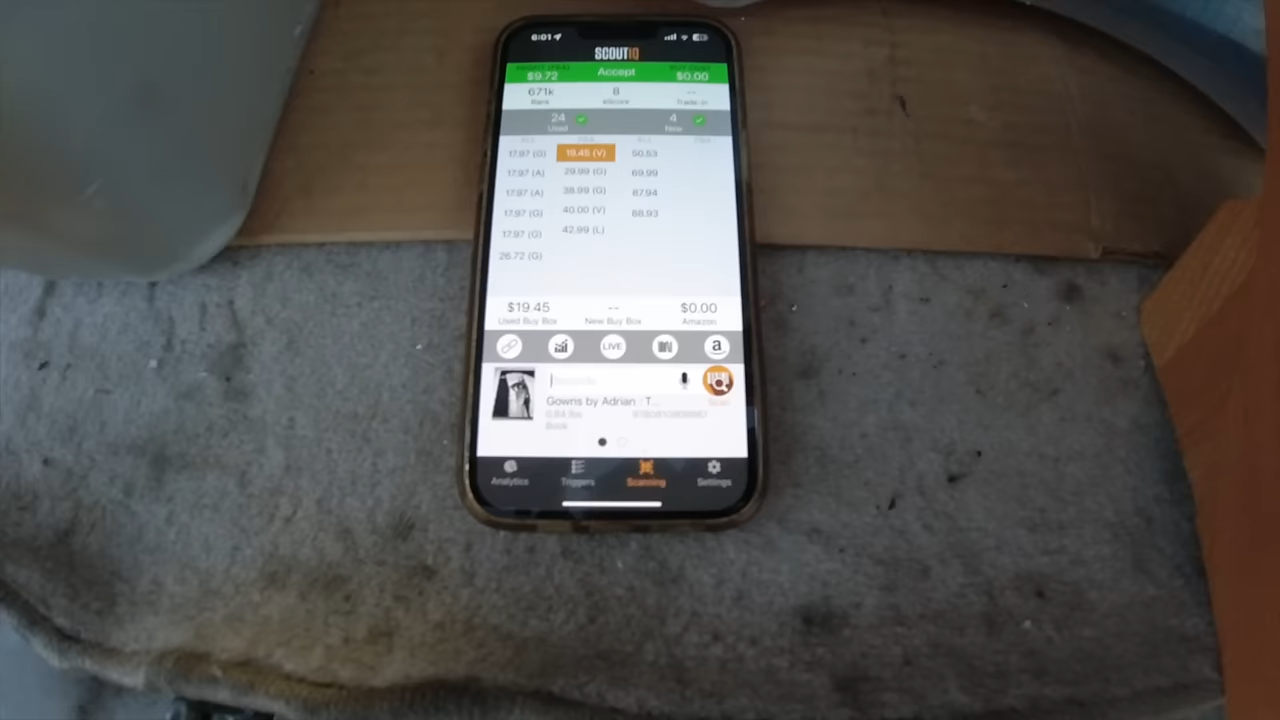 6:01
SCOUTIQ
$9.72 Accept $0.00
671k 8 --
Rank eScore Trade-In
24 4
Used New
17.97 (G) 19.45 (V) 50.53
17.97 (A) 29.99 (G) 69.99
17.97 (A) 38.99 (G) 87.94
17.97 (G) 40.00 (V) 88.93
17.97 (G) 42.99 (L)
26.72 (G)
$19.45 -- $0.00
Used Buy Box New Buy Box Amazon
LIVE a
Gowns by Adrian : T...
0.84 lbs
Book
Analytics Triggers Scanning Settings